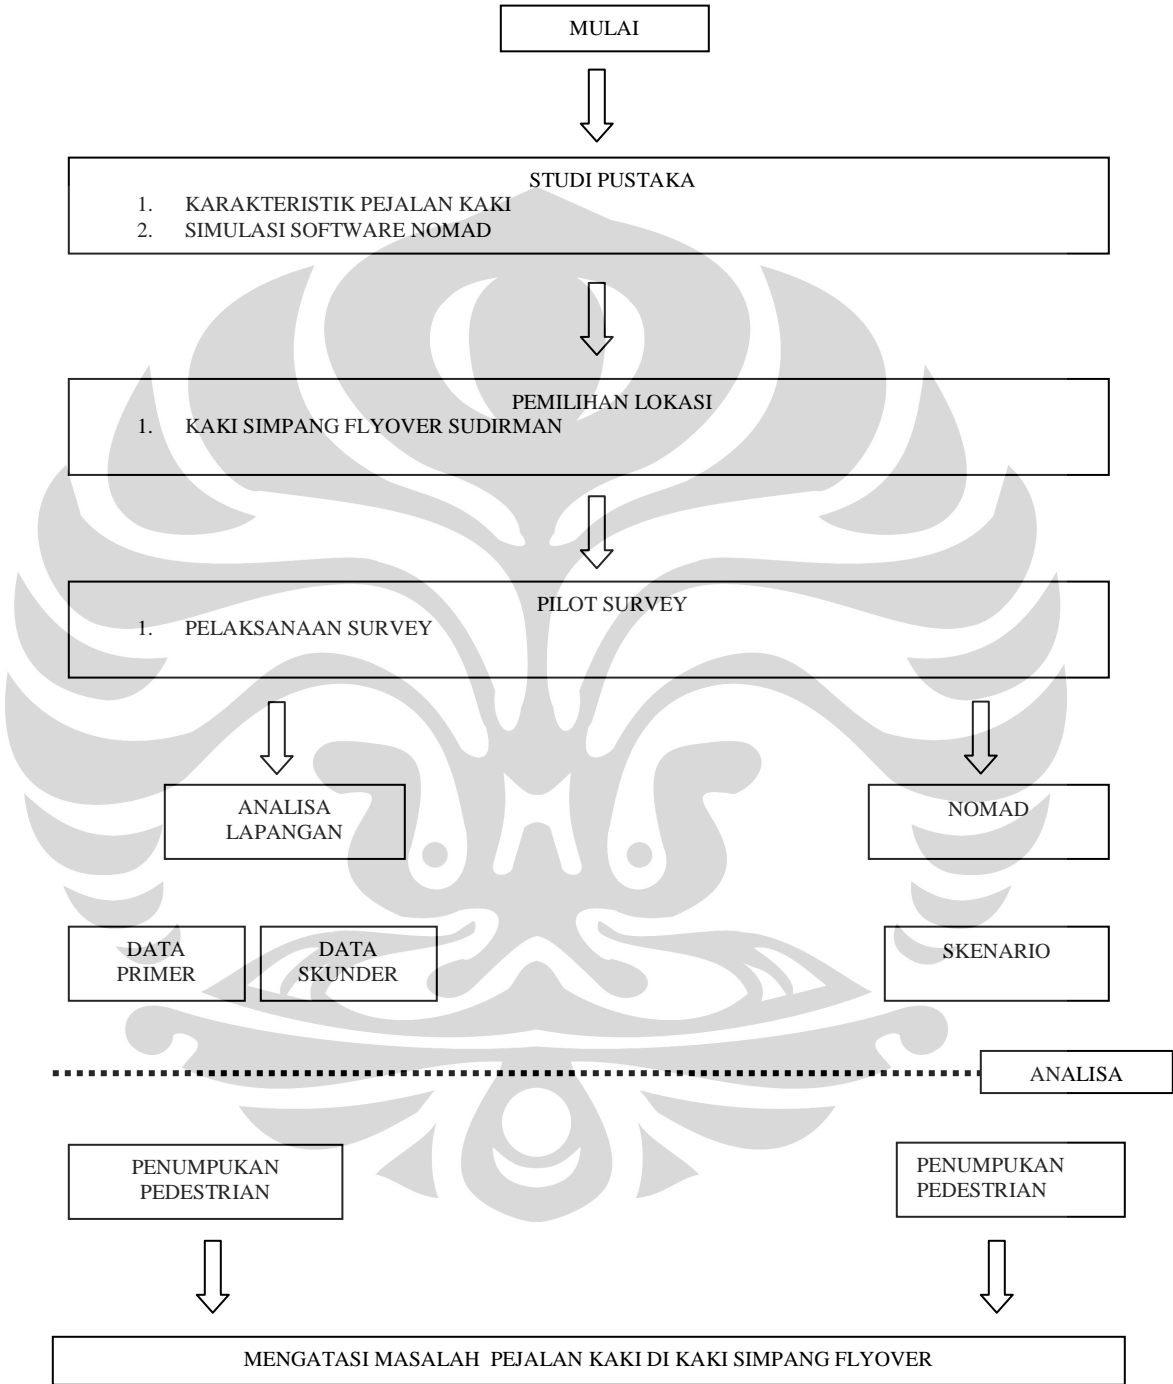 MULAI
STUDI PUSTAKA
1. KARAKTERISTIK PEJALAN KAKI
2. SIMULASI SOFTWARE NOMAD
PEMILIHAN LOKASI
1. KAKI SIMPANG FLYOVER SUDIRMAN
PILOT SURVEY
1. PELAKSANAAN SURVEY
ANALISA
LAPANGAN
NOMAD
DATA
PRIMER
DATA
SKUNDER
SKENARIO
ANALISA
PENUMPUKAN
PEDESTRIAN
PENUMPUKAN
PEDESTRIAN
MENGATASI MASALAH PEJALAN KAKI DI KAKI SIMPANG FLYOVER